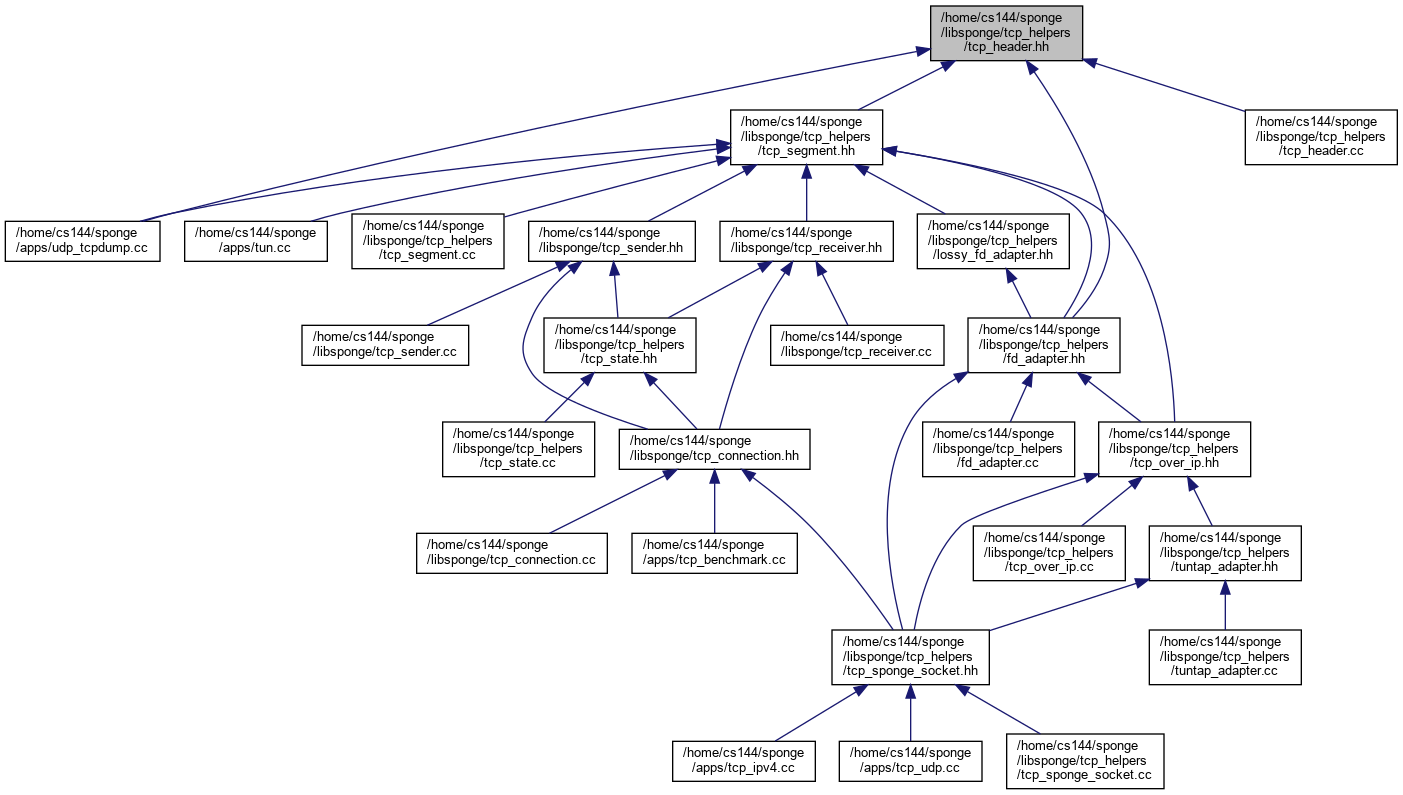 /home/cs144/sponge
/libsponge/tcp_helpers
/tcp_header.hh
/home/cs144/sponge
/libsponge/tcp_helpers
/tcp_segment.hh
/home/cs144/sponge
/libsponge/tcp_helpers
/tcp_header.cc
/home/cs144/sponge
/apps/udp_tcpdump.cc
/home/cs144/sponge
/apps/tun.cc
/home/cs144/sponge
/libsponge/tcp_helpers
/tcp_segment.cc
/home/cs144/sponge
/libsponge/tcp_sender.hh
/home/cs144/sponge
/libsponge/tcp_receiver.hh
/home/cs144/sponge
/libsponge/tcp_helpers
/lossy_fd_adapter.hh
/home/cs144/sponge
/libsponge/tcp_sender.cc
/home/cs144/sponge
/libsponge/tcp_helpers
/tcp_state.hh
/home/cs144/sponge
/libsponge/tcp_receiver.cc
/home/cs144/sponge
/libsponge/tcp_helpers
/fd_adapter.hh
/home/cs144/sponge
/libsponge/tcp_helpers
/tcp_state.cc
/home/cs144/sponge
/libsponge/tcp_connection.hh
/home/cs144/sponge
/libsponge/tcp_helpers
/fd_adapter.cc
/home/cs144/sponge
/libsponge/tcp_helpers
/tcp_over_ip.hh
/home/cs144/sponge
/libsponge/tcp_connection.cc
/home/cs144/sponge
/apps/tcp_benchmark.cc
/home/cs144/sponge
/libsponge/tcp_helpers
/tcp_over_ip.cc
/home/cs144/sponge
/libsponge/tcp_helpers
/tuntap_adapter.hh
/home/cs144/sponge
/libsponge/tcp_helpers
/tcp_sponge_socket.hh
/home/cs144/sponge
/libsponge/tcp_helpers
/tuntap_adapter.cc
/home/cs144/sponge
/apps/tcp_ipv4.cc
/home/cs144/sponge
/apps/tcp_udp.cc
/home/cs144/sponge
/libsponge/tcp_helpers
/tcp_sponge_socket.cc